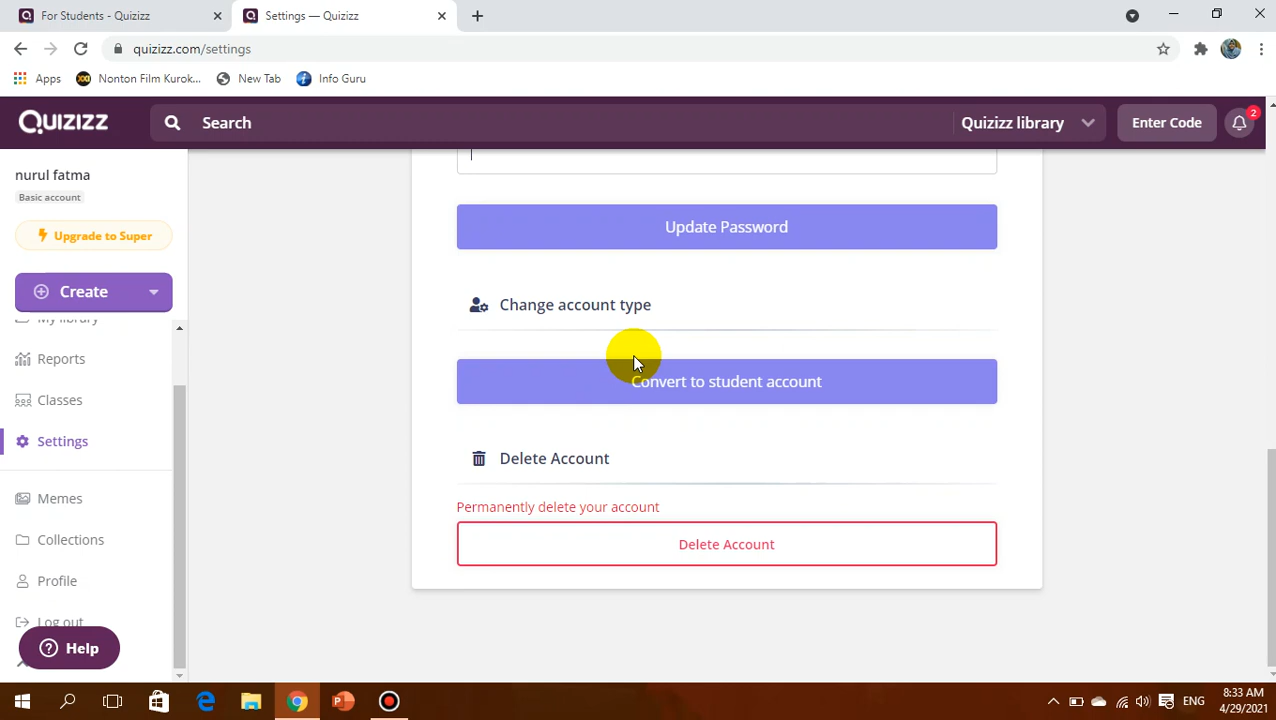 For Students - Quizizz
Settings — Quizizz
quizizz.com/settings
Apps
Nonton Film Kurok...
New Tab
Info Guru
QUIZIZZ
Search
Quizizz library
Enter Code
2
nurul fatma
Basic account
Upgrade to Super
Create
My library
Reports
Classes
Settings
Memes
Collections
Profile
Log out
Help
Update Password
Change account type
Convert to student account
Delete Account
Permanently delete your account
Delete Account
ENG
8:33 AM
4/29/2021